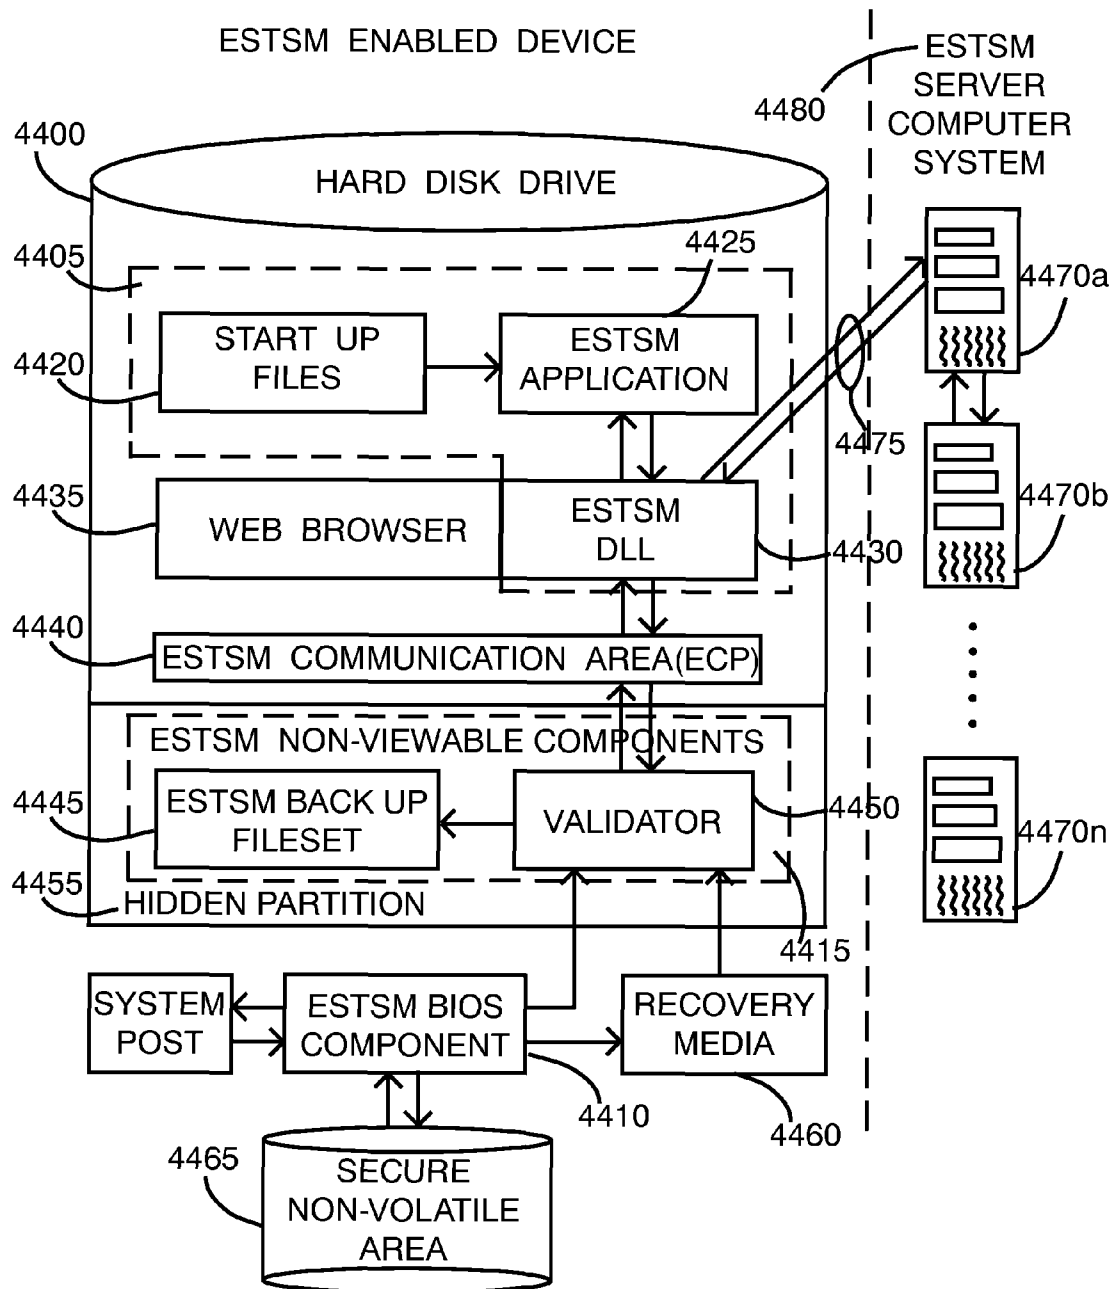 ESTSM ENABLED DEVICE
ESTSM
SERVER
COMPUTER
SYSTEM
4480
4400
HARD DISK DRIVE
4405
4425
4470a
START UP
FILES
ESTSM
APPLICATION
4420
4475
4435
WEB BROWSER
ESTSM
DLL
4430
4470b
4440
ESTSM COMMUNICATION AREA(ECP)
ESTSM NON-VIEWABLE COMPONENTS
4445
ESTSM BACK UP
FILESET
VALIDATOR
4450
4470n
4455
HIDDEN PARTITION
4415
SYSTEM
POST
ESTSM BIOS
COMPONENT
RECOVERY
MEDIA
4410
4460
4465
SECURE
NON-VOLATILE
AREA